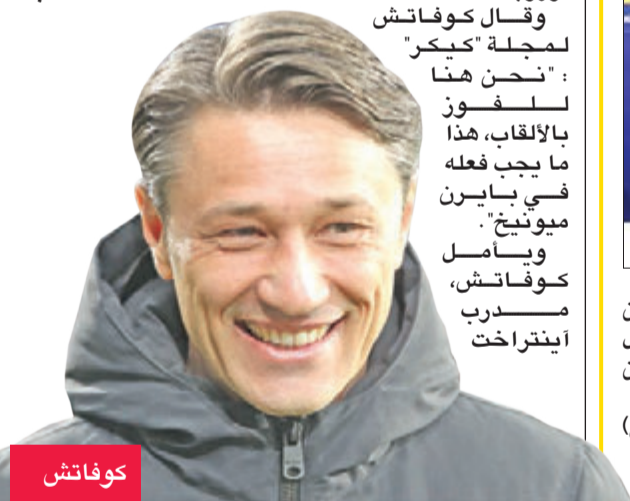 وقال كوفاتش
لمجلة "كيكر"
: "نحن هنا
للفوز
بالألقاب، هذا
ما يجب فعله
في بايرن
ميونيخ".
ويأمل
كوفاتش،
مدرب
آينتراخت
كوفاتش